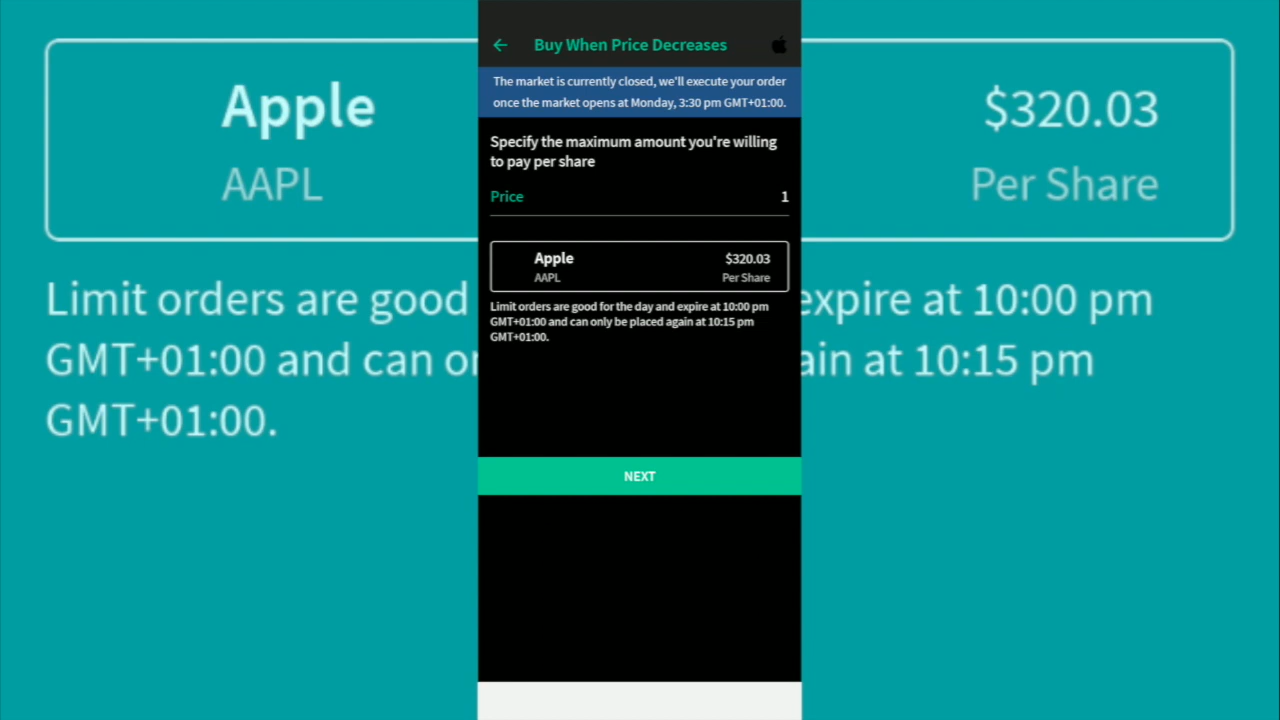 Buy When Price Decreases
The market is currently closed, we'll execute your order
once the market opens at Monday, 3:30 pm GMT+01:00.
Specify the maximum amount you're willing
to pay per share
Price 1
Apple $320.03
AAPL Per Share
Limit orders are good for the day and expire at 10:00 pm
GMT+01:00 and can only be placed again at 10:15 pm
GMT+01:00.
NEXT
Apple $320.03
AAPL Per Share
Limit orders are good expire at 10:00 pm
GMT+01:00 and can at 10:15 pm
GMT+01:00.